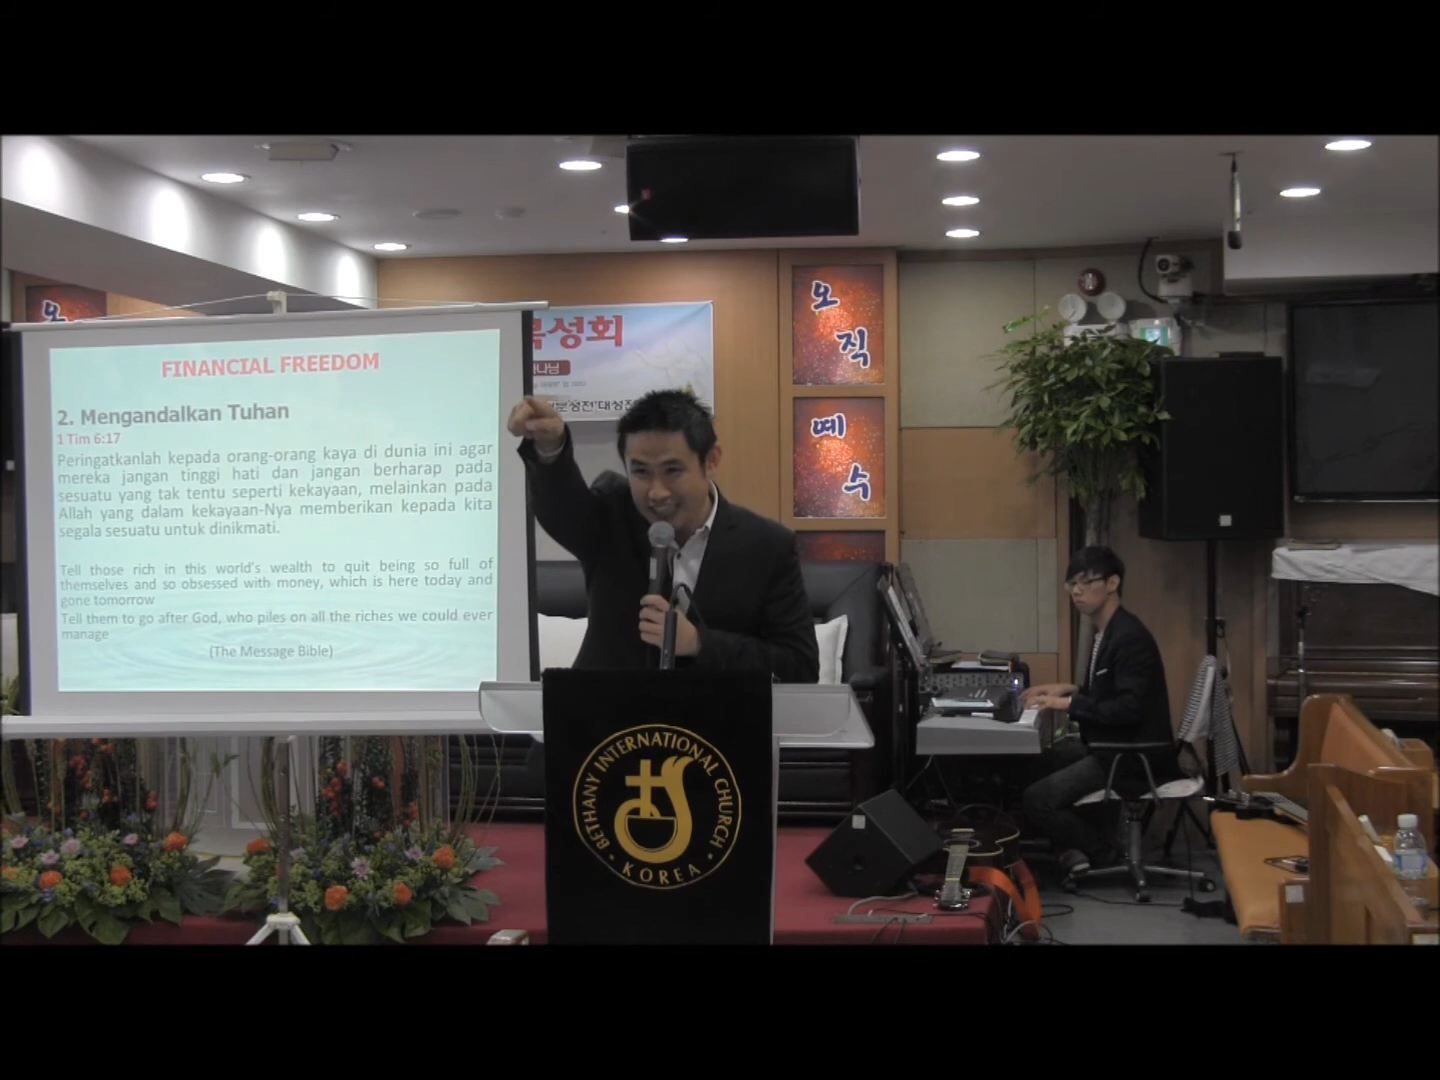 FINANCIAL FREEDOM
2. Mengandalkan Tuhan
1 Tim 6:17
Peringatkanlah kepada orang-orang kaya di dunia ini agar
mereka jangan tinggi hati dan jangan berharap pada
sesuatu yang tak tentu seperti kekayaan, melainkan pada
Allah yang dalam kekayaan-Nya memberikan kepada kita
segala sesuatu untuk dinikmati.
Tell those rich in this world's wealth to quit being so full of
themselves and so obsessed with money, which is here today and
gone tomorrow
Tell them to go after God, who piles on all the riches we could ever
manage
(The Message Bible)
성회
오
직
예
수
오
BETHANY INTERNATIONAL CHURCH
• KOREA •